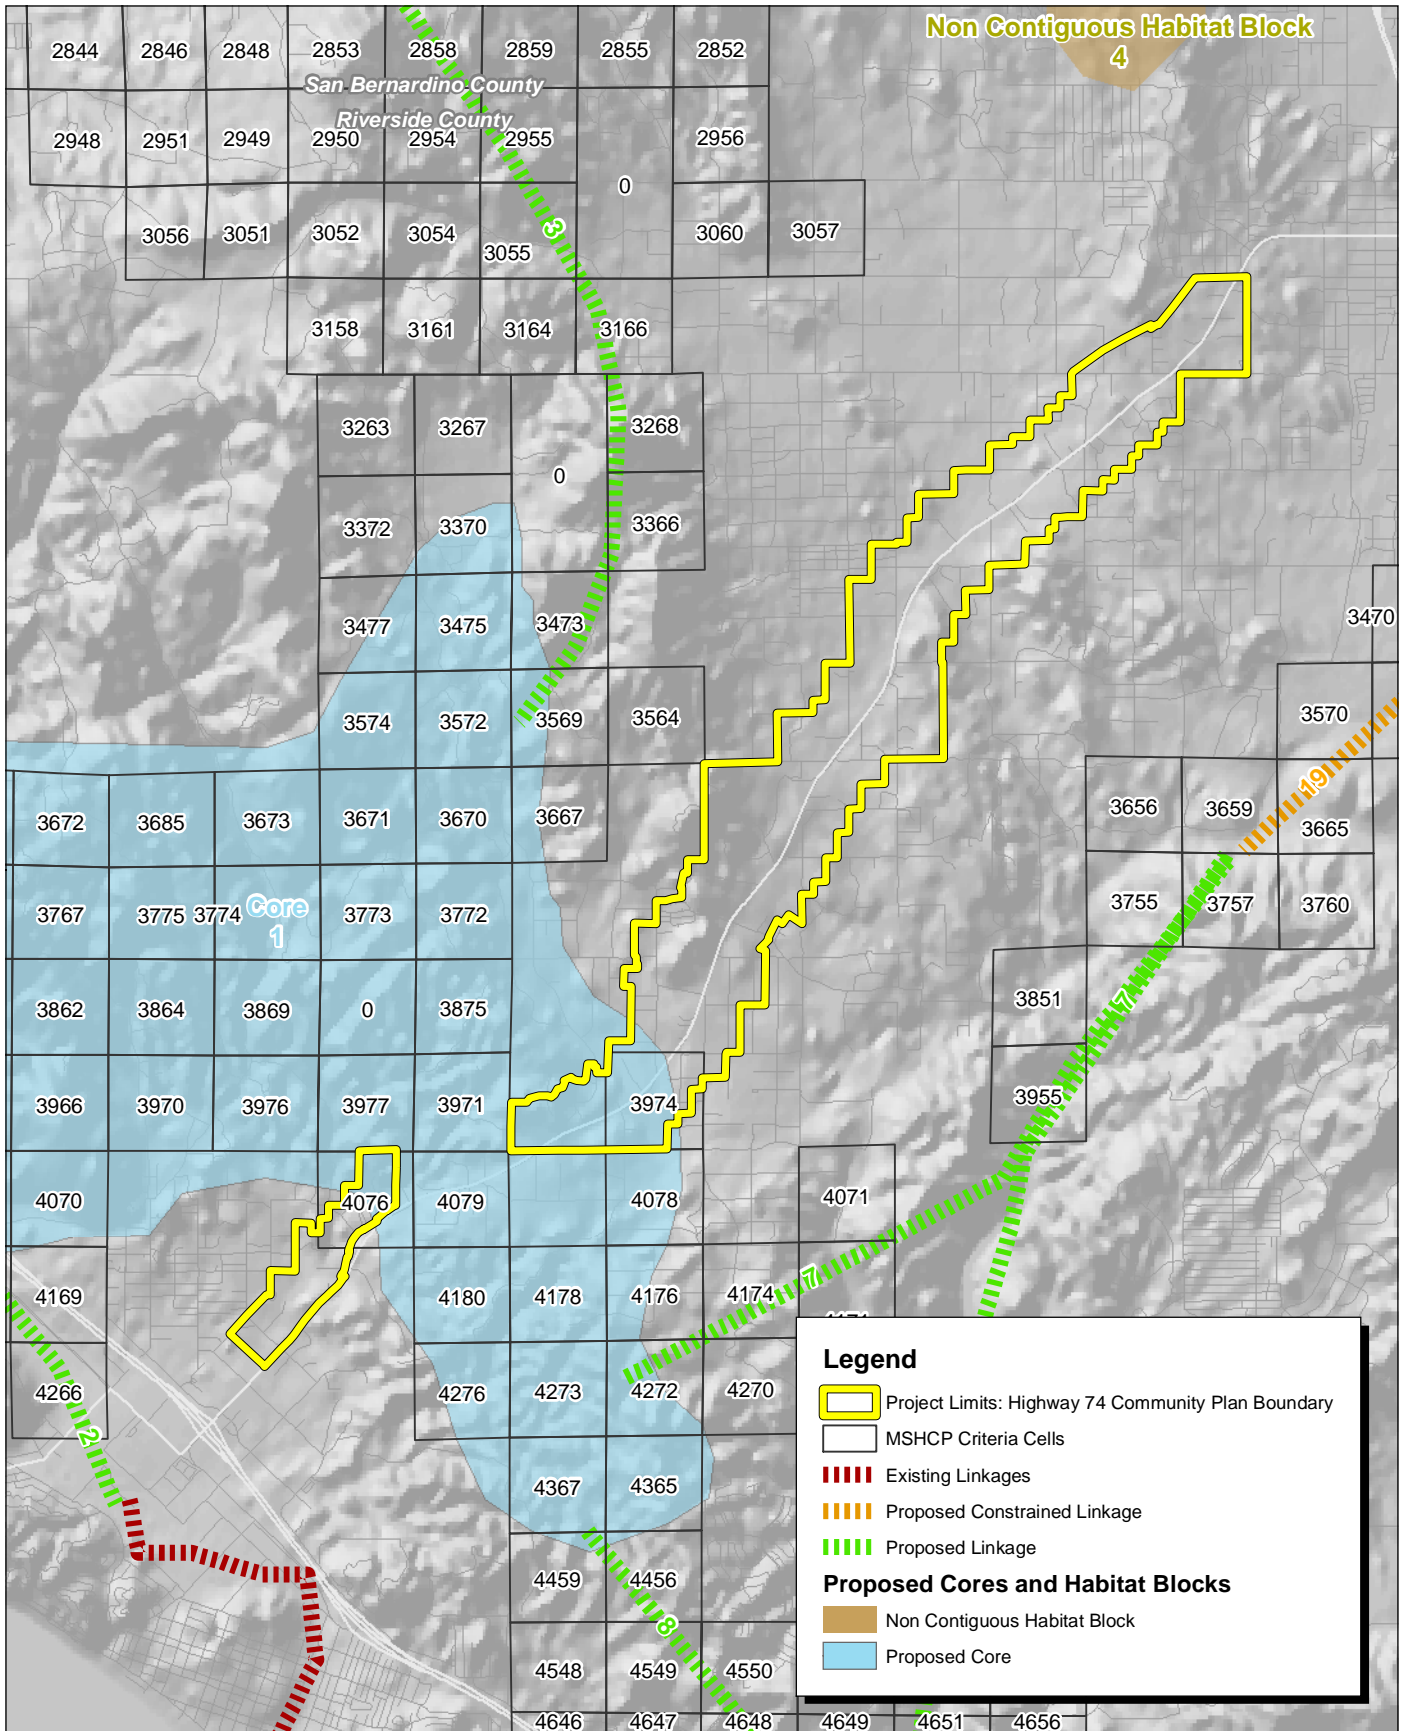 Non Contiguous Habitat Block
4
2844 2846 2848 2853 2858 2859 2855 2852
San Bernardino County
Riverside County
2948 2951 2949 2950 2954 2955 2956
0
3056 3051 3052 3054 3055 3 3060 3057
3158 3161 3164 3166
3263 3267 3268
0
3372 3370 3366
3477 3475 3473 3470
3574 3572 3569 3564 3570
19
3672 3685 3673 3671 3670 3667 3656 3659 3665
3767 3775 3774 Core 3773 3772 3755 3757 3760
1
3862 3864 3869 0 3875 3851 7
3966 3970 3976 3977 3971 3974 3955
4070 4076 4079 4078 4071
4169 4180 4178 4176 4174 7
4266 4276 4273 4272 4270
2
4367 4365
4459 4456
8
4548 4549 4550
4646 4647 4648 4649 4651 4656
Legend
Project Limits: Highway 74 Community Plan Boundary
MSHCP Criteria Cells
Existing Linkages
Proposed Constrained Linkage
Proposed Linkage
Proposed Cores and Habitat Blocks
Non Contiguous Habitat Block
Proposed Core